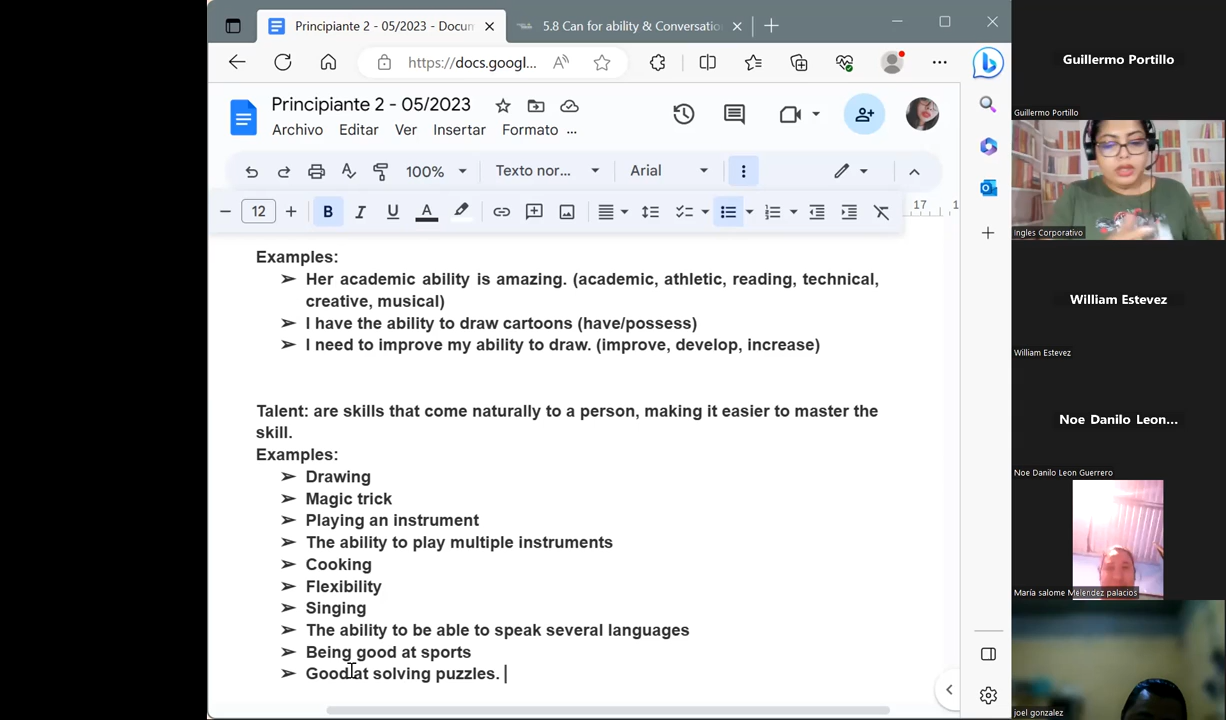 Principiante 2 - 05/2023 - Docun
5.8 Can for ability & Conversatio
https://docs.googl...
Principiante 2 - 05/2023
Archivo Editar Ver Insertar Formato ...
100% Texto nor... Arial
12
17
Examples:
➢ Her academic ability is amazing. (academic, athletic, reading, technical,
creative, musical)
➢ I have the ability to draw cartoons (have/possess)
➢ I need to improve my ability to draw. (improve, develop, increase)
Talent: are skills that come naturally to a person, making it easier to master the
skill.
Examples:
➢ Drawing
➢ Magic trick
➢ Playing an instrument
➢ The ability to play multiple instruments
➢ Cooking
➢ Flexibility
➢ Singing
➢ The ability to be able to speak several languages
➢ Being good at sports
➢ Good at solving puzzles.
Guillermo Portillo
Guillermo Portillo
Ingles Corporativo
William Estevez
William Estevez
Noe Danilo Leon...
Noe Danilo Leon Guerrero
María salome Melendez palacios
joel gonzalez